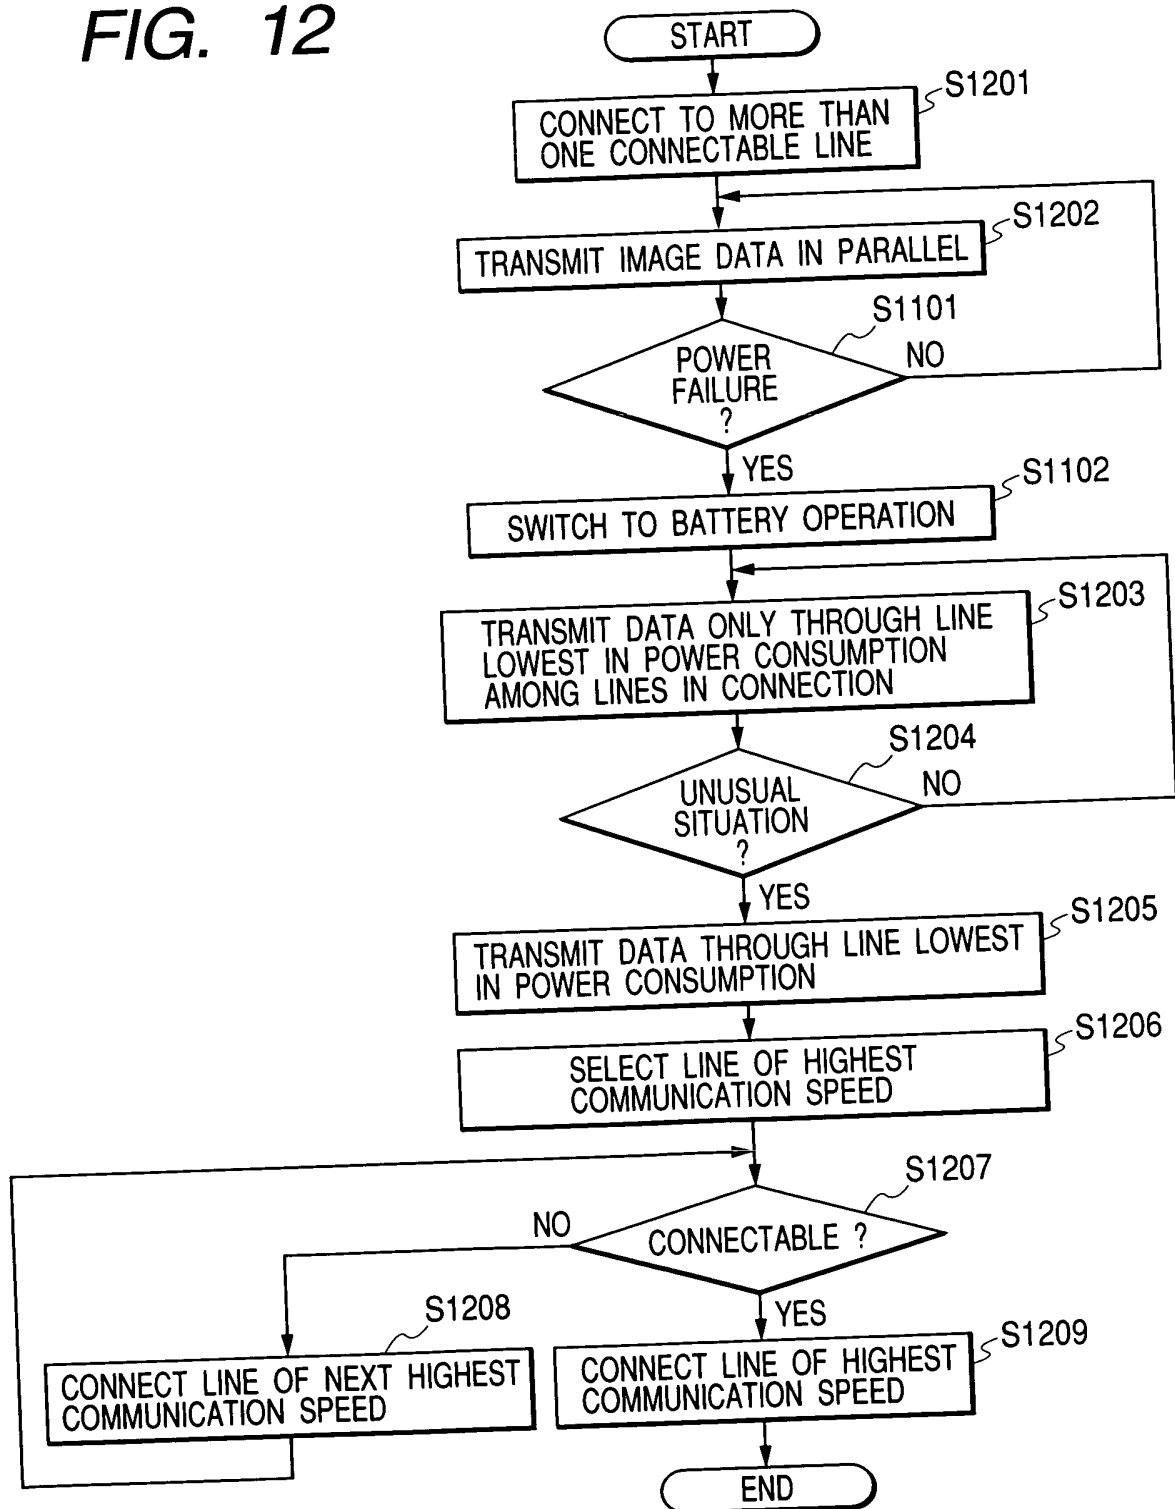 FIG. 12
START
S1201
CONNECT TO MORE THAN
ONE CONNECTABLE LINE
S1202
TRANSMIT IMAGE DATA IN PARALLEL
S1101
POWER
FAILURE
?
NO
YES
S1102
SWITCH TO BATTERY OPERATION
S1203
TRANSMIT DATA ONLY THROUGH LINE
LOWEST IN POWER CONSUMPTION
AMONG LINES IN CONNECTION
S1204
UNUSUAL
SITUATION
?
NO
YES
S1205
TRANSMIT DATA THROUGH LINE LOWEST
IN POWER CONSUMPTION
S1206
SELECT LINE OF HIGHEST
COMMUNICATION SPEED
S1207
CONNECTABLE ?
NO
YES
S1208
CONNECT LINE OF NEXT HIGHEST
COMMUNICATION SPEED
S1209
CONNECT LINE OF HIGHEST
COMMUNICATION SPEED
END